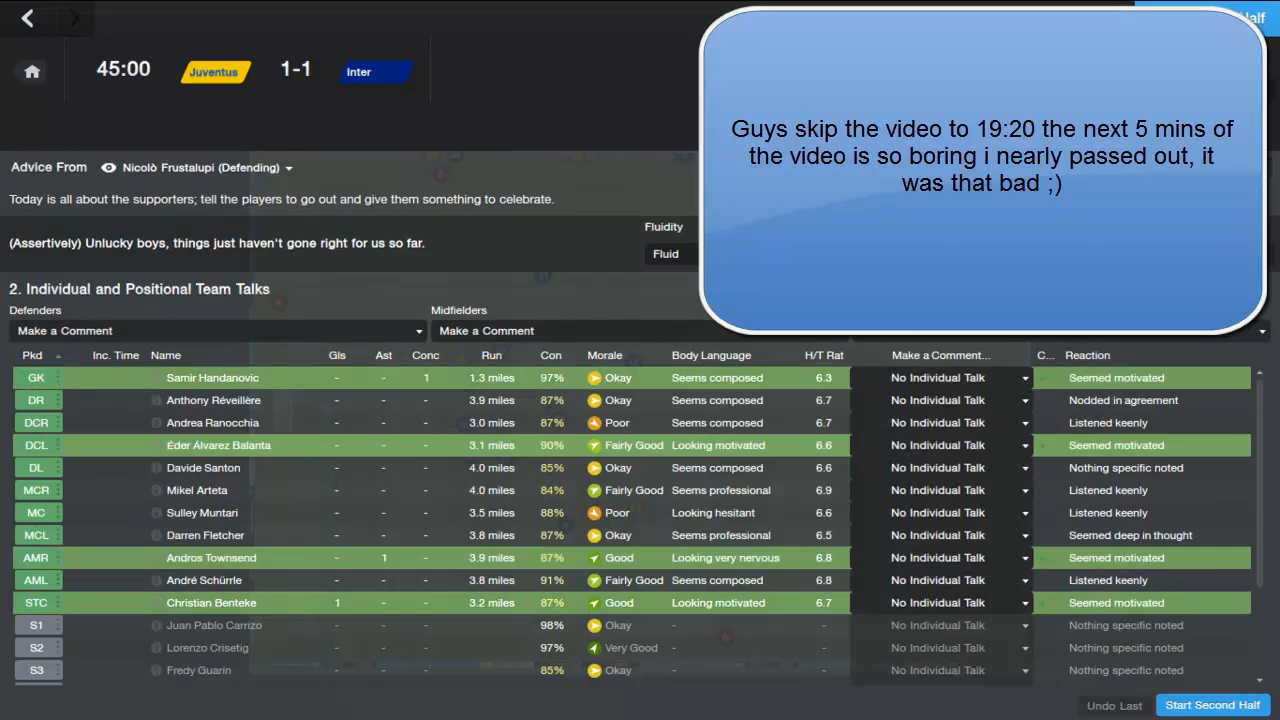 Half
45:00 Juventus 1-1 Inter
Guys skip the video to 19:20 the next 5 mins of
the video is so boring i nearly passed out, it
was that bad ;)
Advice From Nicolò Frustalupi (Defending)
Today is all about the supporters; tell the players to go out and give them something to celebrate.
Fluidity
(Assertively) Unlucky boys, things just haven't gone right for us so far.
Fluid
2. Individual and Positional Team Talks
Defenders Midfielders
Make a Comment Make a Comment
Pkd Inc. Time Name Gls Ast Conc Run Con Morale Body Language H/T Rat Make a Comment... C... Reaction
GK Samir Handanovic - - 1 1.3 miles 97% Okay Seems composed 6.3 No Individual Talk Seemed motivated
DR Anthony Réveillère - - - 3.9 miles 87% Okay Seems composed 6.7 No Individual Talk Nodded in agreement
DCR Andrea Ranocchia - - - 3.0 miles 87% Poor Seems composed 6.7 No Individual Talk Listened keenly
DCL Éder Álvarez Balanta - - - 3.1 miles 90% Fairly Good Looking motivated 6.6 No Individual Talk Seemed motivated
DL Davide Santon - - - 4.0 miles 85% Okay Seems composed 6.6 No Individual Talk Nothing specific noted
MCR Mikel Arteta - - - 4.0 miles 84% Fairly Good Seems professional 6.9 No Individual Talk Listened keenly
MC Sulley Muntari - - - 3.5 miles 88% Poor Looking hesitant 6.6 No Individual Talk Listened keenly
MCL Darren Fletcher - - - 3.8 miles 87% Okay Seems professional 6.5 No Individual Talk Seemed deep in thought
AMR Andros Townsend - 1 - 3.9 miles 87% Good Looking very nervous 6.8 No Individual Talk Seemed motivated
AML André Schürrle - - - 3.8 miles 91% Fairly Good Seems composed 6.8 No Individual Talk Listened keenly
STC Christian Benteke 1 - - 3.2 miles 87% Good Looking motivated 6.7 No Individual Talk Seemed motivated
S1 Juan Pablo Carrizo - - - 98% Okay - - No Individual Talk Nothing specific noted
S2 Lorenzo Crisetig - - - 97% Very Good - - No Individual Talk Nothing specific noted
S3 Fredy Guarín - - - 85% Okay - - No Individual Talk Nothing specific noted
Undo Last Start Second Half